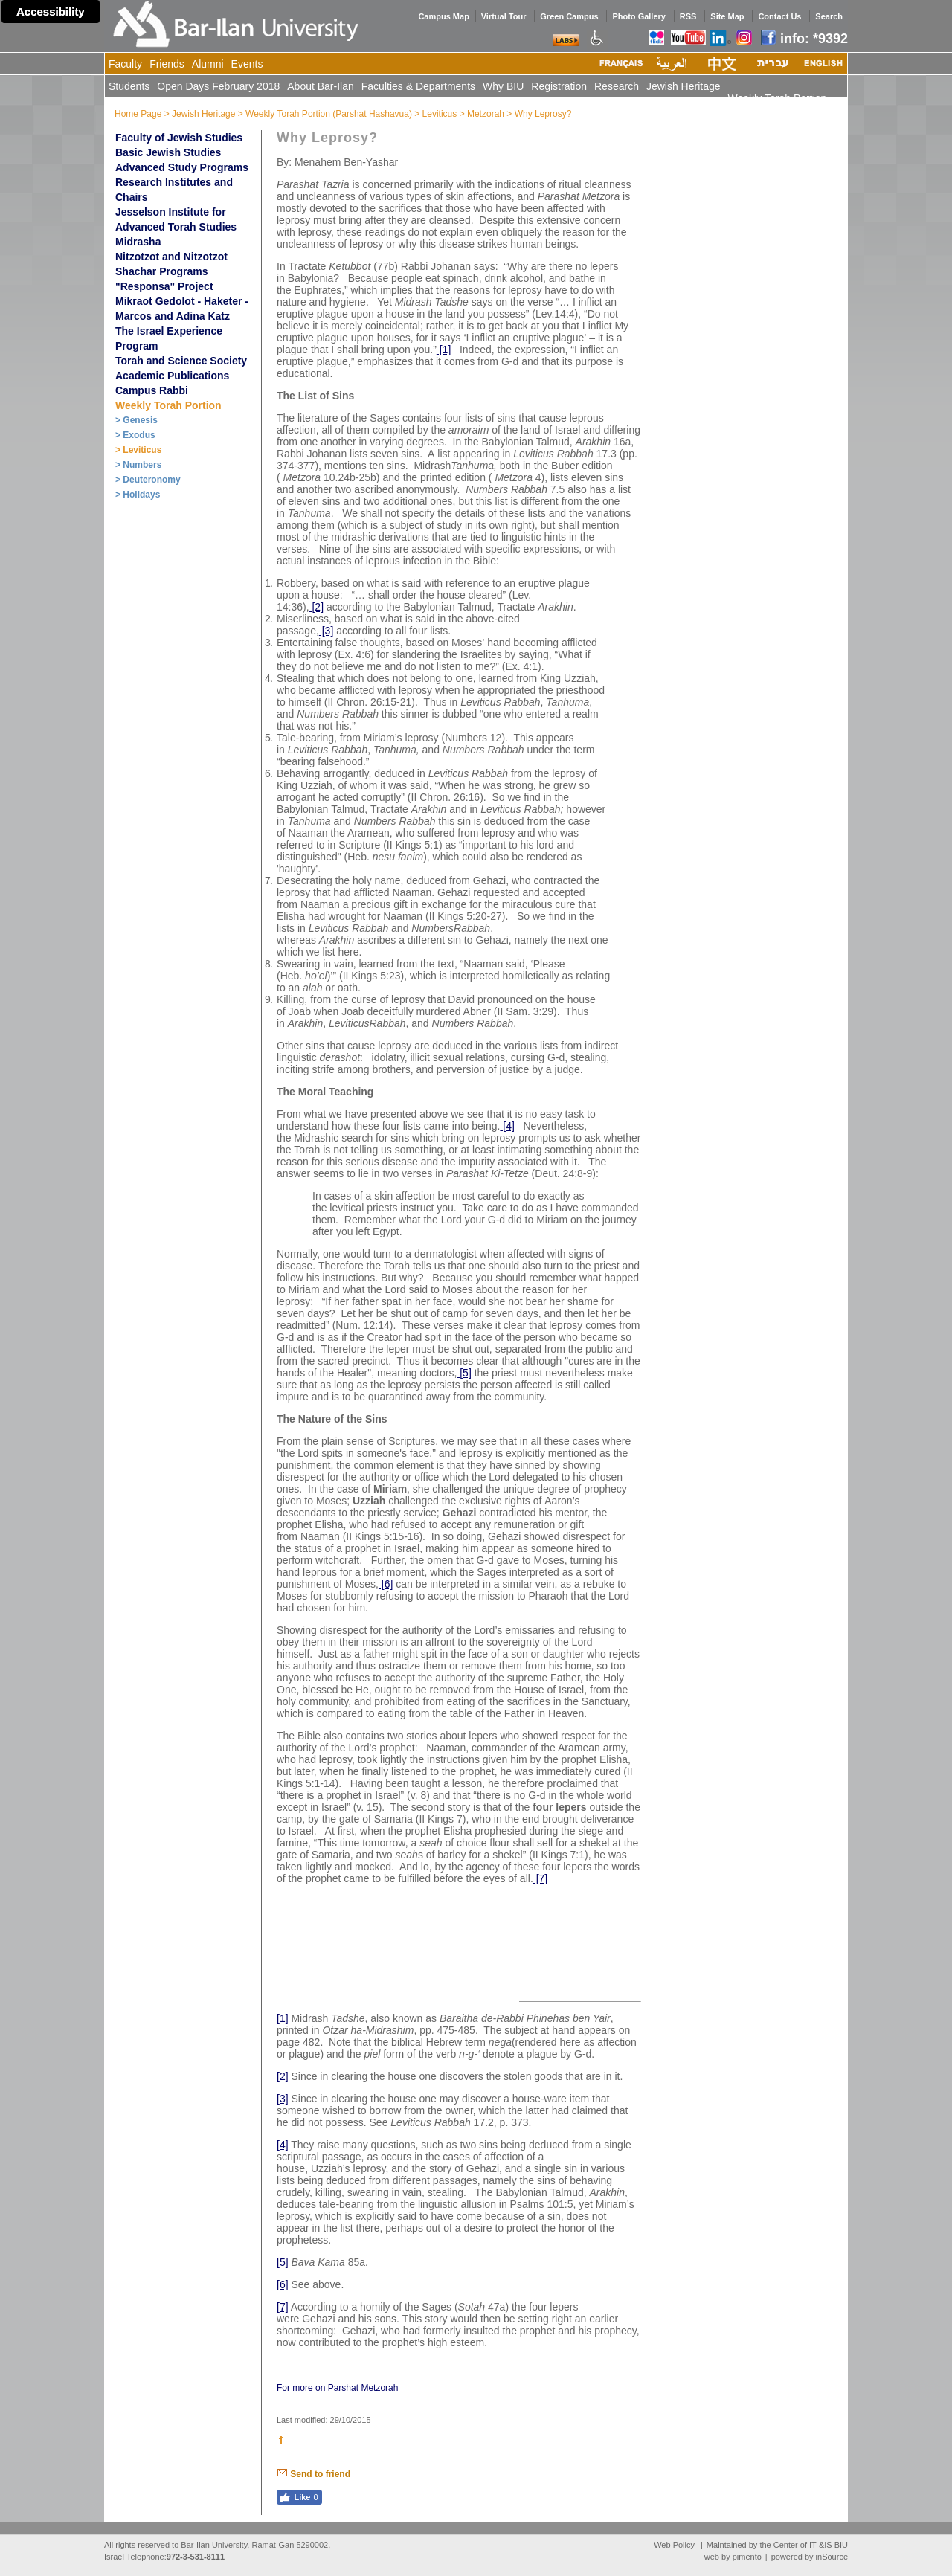 Accessibility
Bar-Ilan University
Campus Map Virtual Tour Green Campus Photo Gallery RSS Site Map Contact Us Search
LABS flickr YouTube in info: *9392
Faculty Friends Alumni Events FRANÇAIS العربية 中文 עברית ENGLISH
Students Open Days February 2018 About Bar-Ilan Faculties & Departments Why BIU Registration Research Jewish Heritage
Weekly Torah Portion
Home Page > Jewish Heritage > Weekly Torah Portion (Parshat Hashavua) > Leviticus > Metzorah > Why Leprosy?
Faculty of Jewish Studies
Basic Jewish Studies
Advanced Study Programs
Research Institutes and
Chairs
Jesselson Institute for
Advanced Torah Studies
Midrasha
Nitzotzot and Nitzotzot
Shachar Programs
"Responsa" Project
Mikraot Gedolot - Haketer -
Marcos and Adina Katz
The Israel Experience
Program
Torah and Science Society
Academic Publications
Campus Rabbi
Weekly Torah Portion
> Genesis
> Exodus
> Leviticus
> Numbers
> Deuteronomy
> Holidays
Why Leprosy?
By: Menahem Ben-Yashar
Parashat Tazria is concerned primarily with the indications of ritual cleanness
and uncleanness of various types of skin affections, and Parashat Metzora is
mostly devoted to the sacrifices that those who have been affected with
leprosy must bring after they are cleansed. Despite this extensive concern
with leprosy, these readings do not explain even obliquely the reason for the
uncleanness of leprosy or why this disease strikes human beings.
In Tractate Ketubbot (77b) Rabbi Johanan says: “Why are there no lepers
in Babylonia? Because people eat spinach, drink alcohol, and bathe in
the Euphrates,” which implies that the reasons for leprosy have to do with
nature and hygiene. Yet Midrash Tadshe says on the verse “… I inflict an
eruptive plague upon a house in the land you possess” (Lev.14:4), “Do not
believe it is merely coincidental; rather, it is to get back at you that I inflict My
eruptive plague upon houses, for it says ‘I inflict an eruptive plague’ – it is a
plague that I shall bring upon you.” [1] Indeed, the expression, “I inflict an
eruptive plague,” emphasizes that it comes from G-d and that its purpose is
educational.
The List of Sins
The literature of the Sages contains four lists of sins that cause leprous
affection, all of them compiled by the amoraim of the land of Israel and differing
from one another in varying degrees. In the Babylonian Talmud, Arakhin 16a,
Rabbi Johanan lists seven sins. A list appearing in Leviticus Rabbah 17.3 (pp.
374-377), mentions ten sins. MidrashTanhuma, both in the Buber edition
( Metzora 10.24b-25b) and the printed edition ( Metzora 4), lists eleven sins
and another two ascribed anonymously. Numbers Rabbah 7.5 also has a list
of eleven sins and two additional ones, but this list is different from the one
in Tanhuma. We shall not specify the details of these lists and the variations
among them (which is a subject of study in its own right), but shall mention
most of the midrashic derivations that are tied to specific hints in the
verses. Nine of the sins are associated with specific expressions, or with
actual instances of leprous infection in the Bible:
1. Robbery, based on what is said with reference to an eruptive plague
upon a house: “… shall order the house cleared” (Lev.
14:36), [2] according to the Babylonian Talmud, Tractate Arakhin.
2. Miserliness, based on what is said in the above-cited
passage, [3] according to all four lists.
3. Entertaining false thoughts, based on Moses’ hand becoming afflicted
with leprosy (Ex. 4:6) for slandering the Israelites by saying, “What if
they do not believe me and do not listen to me?” (Ex. 4:1).
4. Stealing that which does not belong to one, learned from King Uzziah,
who became afflicted with leprosy when he appropriated the priesthood
to himself (II Chron. 26:15-21). Thus in Leviticus Rabbah, Tanhuma,
and Numbers Rabbah this sinner is dubbed “one who entered a realm
that was not his.”
5. Tale-bearing, from Miriam’s leprosy (Numbers 12). This appears
in Leviticus Rabbah, Tanhuma, and Numbers Rabbah under the term
“bearing falsehood.”
6. Behaving arrogantly, deduced in Leviticus Rabbah from the leprosy of
King Uzziah, of whom it was said, “When he was strong, he grew so
arrogant he acted corruptly” (II Chron. 26:16). So we find in the
Babylonian Talmud, Tractate Arakhin and in Leviticus Rabbah; however
in Tanhuma and Numbers Rabbah this sin is deduced from the case
of Naaman the Aramean, who suffered from leprosy and who was
referred to in Scripture (II Kings 5:1) as “important to his lord and
distinguished” (Heb. nesu fanim), which could also be rendered as
'haughty'.
7. Desecrating the holy name, deduced from Gehazi, who contracted the
leprosy that had afflicted Naaman. Gehazi requested and accepted
from Naaman a precious gift in exchange for the miraculous cure that
Elisha had wrought for Naaman (II Kings 5:20-27). So we find in the
lists in Leviticus Rabbah and NumbersRabbah,
whereas Arakhin ascribes a different sin to Gehazi, namely the next one
which we list here.
8. Swearing in vain, learned from the text, “Naaman said, ‘Please
(Heb. ho’el)’” (II Kings 5:23), which is interpreted homiletically as relating
to an alah or oath.
9. Killing, from the curse of leprosy that David pronounced on the house
of Joab when Joab deceitfully murdered Abner (II Sam. 3:29). Thus
in Arakhin, LeviticusRabbah, and Numbers Rabbah.
Other sins that cause leprosy are deduced in the various lists from indirect
linguistic derashot: idolatry, illicit sexual relations, cursing G-d, stealing,
inciting strife among brothers, and perversion of justice by a judge.
The Moral Teaching
From what we have presented above we see that it is no easy task to
understand how these four lists came into being. [4] Nevertheless,
the Midrashic search for sins which bring on leprosy prompts us to ask whether
the Torah is not telling us something, or at least intimating something about the
reason for this serious disease and the impurity associated with it. The
answer seems to lie in two verses in Parashat Ki-Tetze (Deut. 24:8-9):
In cases of a skin affection be most careful to do exactly as
the levitical priests instruct you. Take care to do as I have commanded
them. Remember what the Lord your G-d did to Miriam on the journey
after you left Egypt.
Normally, one would turn to a dermatologist when affected with signs of
disease. Therefore the Torah tells us that one should also turn to the priest and
follow his instructions. But why? Because you should remember what happed
to Miriam and what the Lord said to Moses about the reason for her
leprosy: “If her father spat in her face, would she not bear her shame for
seven days? Let her be shut out of camp for seven days, and then let her be
readmitted” (Num. 12:14). These verses make it clear that leprosy comes from
G-d and is as if the Creator had spit in the face of the person who became so
afflicted. Therefore the leper must be shut out, separated from the public and
from the sacred precinct. Thus it becomes clear that although "cures are in the
hands of the Healer", meaning doctors, [5] the priest must nevertheless make
sure that as long as the leprosy persists the person affected is still called
impure and is to be quarantined away from the community.
The Nature of the Sins
From the plain sense of Scriptures, we may see that in all these cases where
"the Lord spits in someone's face,” and leprosy is explicitly mentioned as the
punishment, the common element is that they have sinned by showing
disrespect for the authority or office which the Lord delegated to his chosen
ones. In the case of Miriam, she challenged the unique degree of prophecy
given to Moses; Uzziah challenged the exclusive rights of Aaron’s
descendants to the priestly service; Gehazi contradicted his mentor, the
prophet Elisha, who had refused to accept any remuneration or gift
from Naaman (II Kings 5:15-16). In so doing, Gehazi showed disrespect for
the status of a prophet in Israel, making him appear as someone hired to
perform witchcraft. Further, the omen that G-d gave to Moses, turning his
hand leprous for a brief moment, which the Sages interpreted as a sort of
punishment of Moses, [6] can be interpreted in a similar vein, as a rebuke to
Moses for stubbornly refusing to accept the mission to Pharaoh that the Lord
had chosen for him.
Showing disrespect for the authority of the Lord’s emissaries and refusing to
obey them in their mission is an affront to the sovereignty of the Lord
himself. Just as a father might spit in the face of a son or daughter who rejects
his authority and thus ostracize them or remove them from his home, so too
anyone who refuses to accept the authority of the supreme Father, the Holy
One, blessed be He, ought to be removed from the House of Israel, from the
holy community, and prohibited from eating of the sacrifices in the Sanctuary,
which is compared to eating from the table of the Father in Heaven.
The Bible also contains two stories about lepers who showed respect for the
authority of the Lord’s prophet: Naaman, commander of the Aramean army,
who had leprosy, took lightly the instructions given him by the prophet Elisha,
but later, when he finally listened to the prophet, he was immediately cured (II
Kings 5:1-14). Having been taught a lesson, he therefore proclaimed that
“there is a prophet in Israel” (v. 8) and that “there is no G-d in the whole world
except in Israel” (v. 15). The second story is that of the four lepers outside the
camp, by the gate of Samaria (II Kings 7), who in the end brought deliverance
to Israel. At first, when the prophet Elisha prophesied during the siege and
famine, “This time tomorrow, a seah of choice flour shall sell for a shekel at the
gate of Samaria, and two seahs of barley for a shekel” (II Kings 7:1), he was
taken lightly and mocked. And lo, by the agency of these four lepers the words
of the prophet came to be fulfilled before the eyes of all. [7]
[1] Midrash Tadshe, also known as Baraitha de-Rabbi Phinehas ben Yair,
printed in Otzar ha-Midrashim, pp. 475-485. The subject at hand appears on
page 482. Note that the biblical Hebrew term nega(rendered here as affection
or plague) and the piel form of the verb n-g-‘ denote a plague by G-d.
[2] Since in clearing the house one discovers the stolen goods that are in it.
[3] Since in clearing the house one may discover a house-ware item that
someone wished to borrow from the owner, which the latter had claimed that
he did not possess. See Leviticus Rabbah 17.2, p. 373.
[4] They raise many questions, such as two sins being deduced from a single
scriptural passage, as occurs in the cases of affection of a
house, Uzziah’s leprosy, and the story of Gehazi, and a single sin in various
lists being deduced from different passages, namely the sins of behaving
crudely, killing, swearing in vain, stealing. The Babylonian Talmud, Arakhin,
deduces tale-bearing from the linguistic allusion in Psalms 101:5, yet Miriam’s
leprosy, which is explicitly said to have come because of a sin, does not
appear in the list there, perhaps out of a desire to protect the honor of the
prophetess.
[5] Bava Kama 85a.
[6] See above.
[7] According to a homily of the Sages (Sotah 47a) the four lepers
were Gehazi and his sons. This story would then be setting right an earlier
shortcoming: Gehazi, who had formerly insulted the prophet and his prophecy,
now contributed to the prophet’s high esteem.
For more on Parshat Metzorah
Last modified: 29/10/2015
Send to friend
Like 0
All rights reserved to Bar-Ilan University, Ramat-Gan 5290002, Web Policy | Maintained by the Center of IT &IS BIU
Israel Telephone:972-3-531-8111 web by pimento | powered by inSource